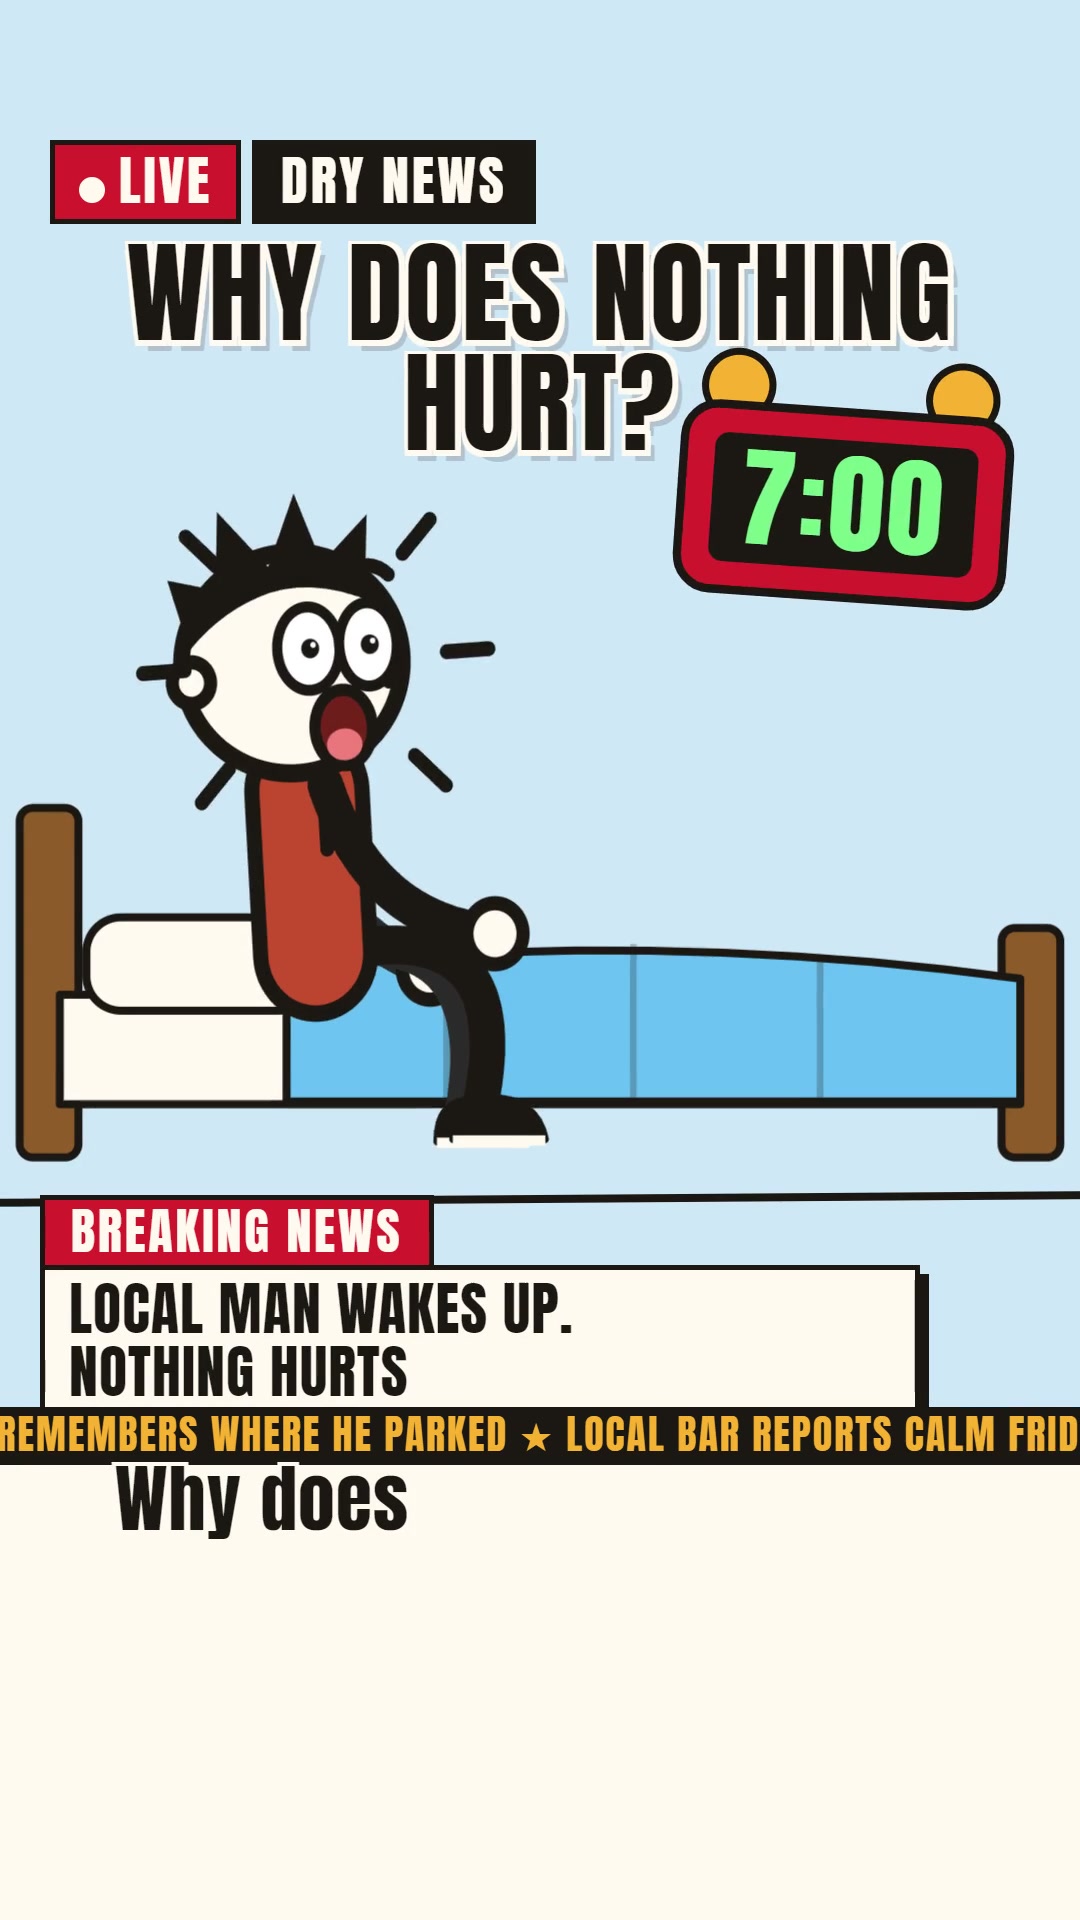 LIVE
DRY NEWS
WHY DOES NOTHING
HURT?
7:00
BREAKING NEWS
LOCAL MAN WAKES UP.
NOTHING HURTS
REMEMBERS WHERE HE PARKED ★ LOCAL BAR REPORTS CALM FRID
Why does